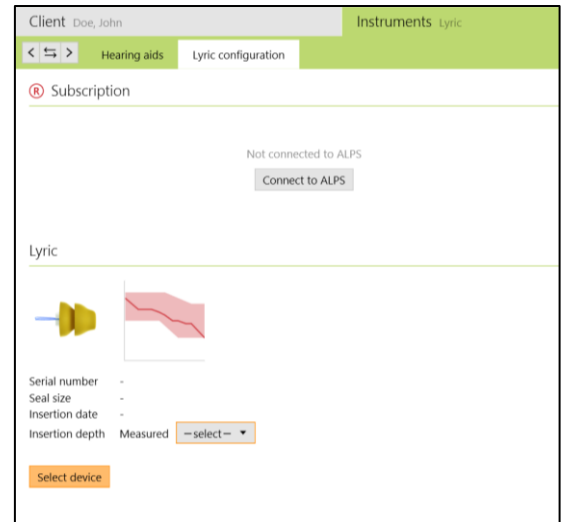 Client Doe, John Instruments Lyric
Hearing aids Lyric configuration
R Subscription
Not connected to ALPS
Connect to ALPS
Lyric
Serial number -
Seal size -
Insertion date -
Insertion depth Measured –select–
Select device